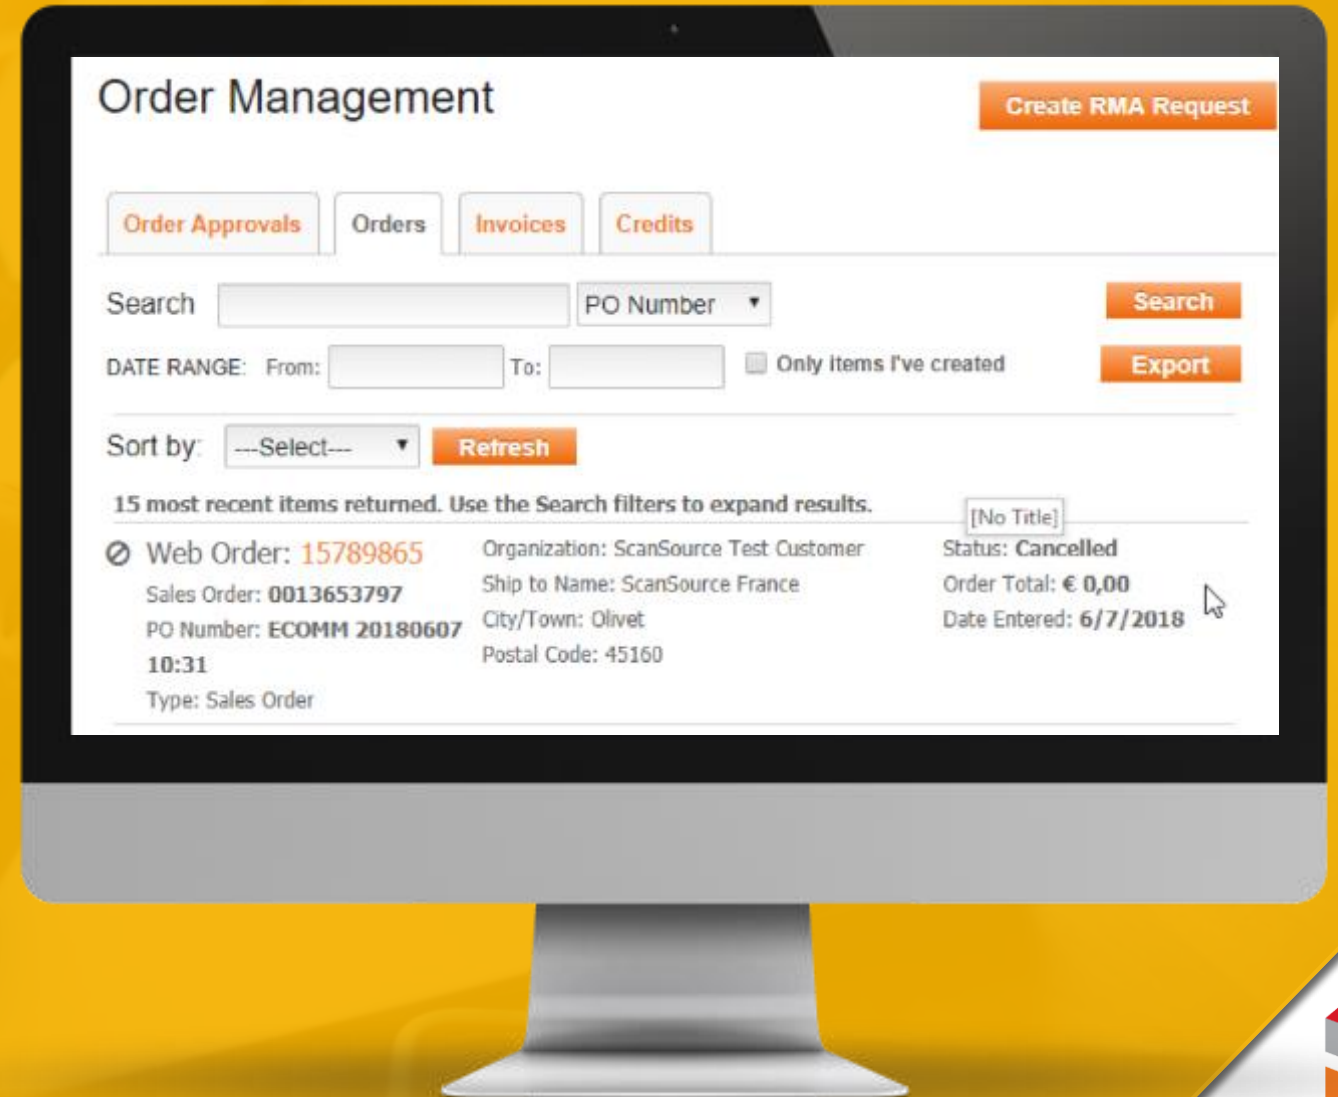 Order Management
Create RMA Request
Order Approvals
Orders
Invoices
Credits
Search
PO Number
Search
DATE RANGE: From:
To:
Only items I've created
Export
Sort by:
---Select---
Refresh
15 most recent items returned. Use the Search filters to expand results.
[No Title]
Web Order: 15789865
Sales Order: 0013653797
PO Number: ECOMM 20180607
10:31
Type: Sales Order
Organization: ScanSource Test Customer
Ship to Name: ScanSource France
City/Town: Olivet
Postal Code: 45160
Status: Cancelled
Order Total: € 0,00
Date Entered: 6/7/2018